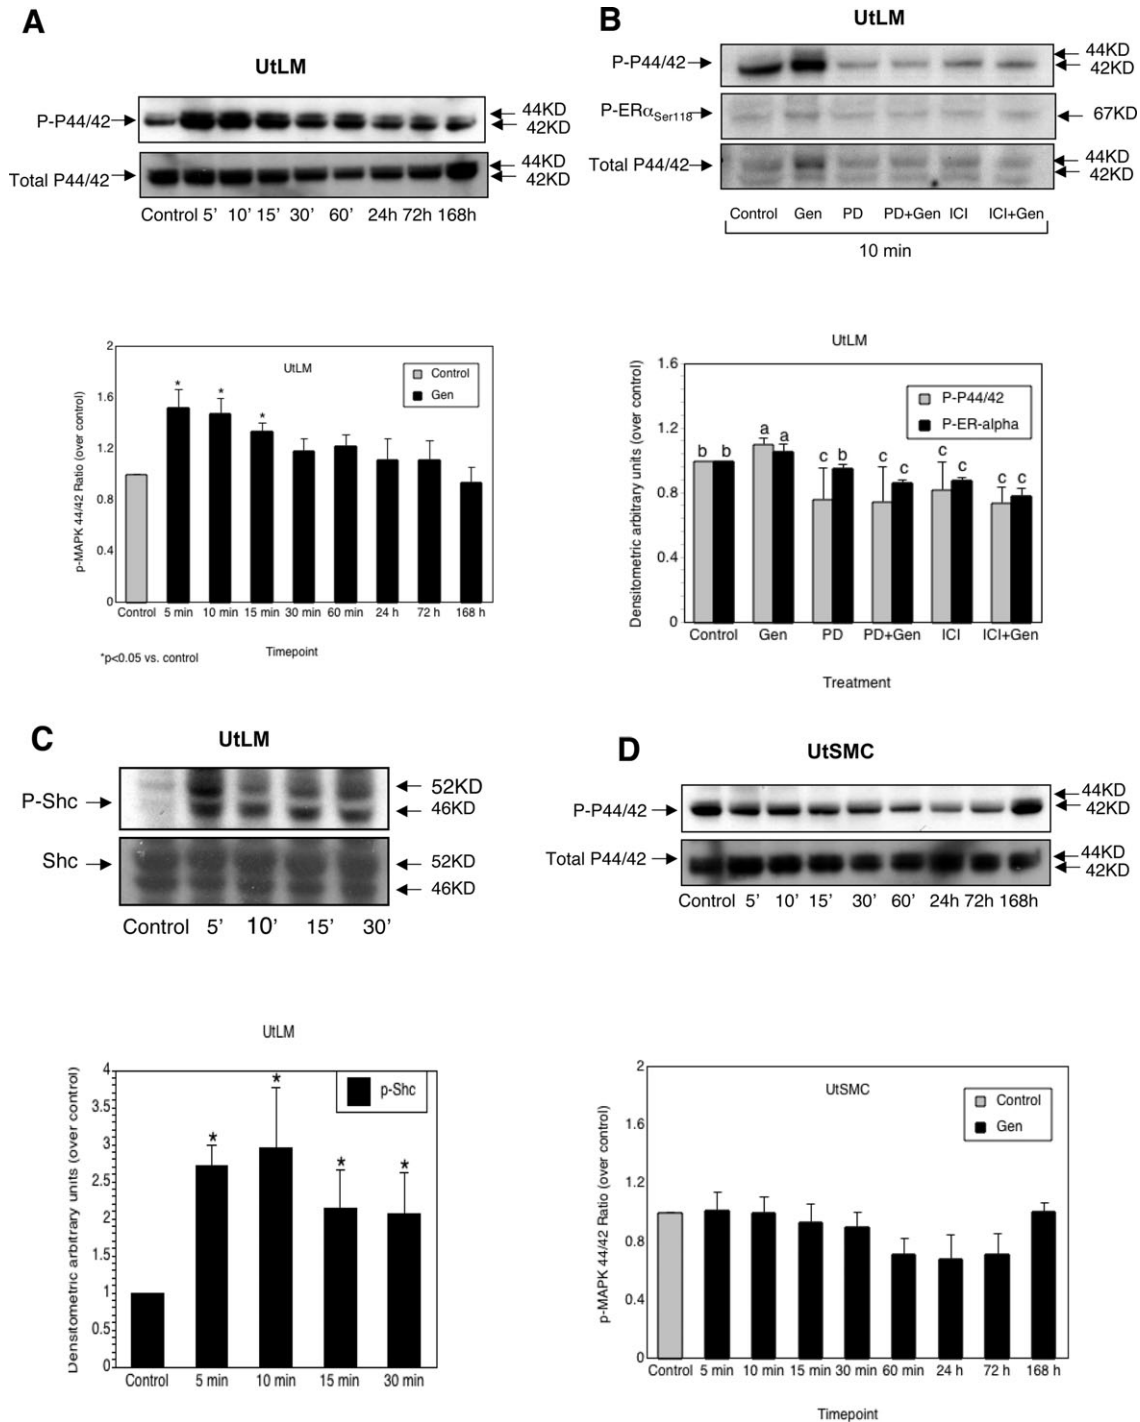 A
UtLM
P-P44/42
44KD
42KD
Total P44/42
44KD
42KD
Control 5’ 10’ 15’ 30’ 60’ 24h 72h 168h
2
1.6
1.2
0.8
0.4
0
p-MAPK 44/42 Ratio (over control)
UtLM
Control
Gen
* * *
Control 5 min 10 min 15 min 30 min 60 min 24 h 72 h 168 h
*p<0.05 vs. control
Timepoint
B
UtLM
P-P44/42
44KD
42KD
P-ERαSer118
67KD
Total P44/42
44KD
42KD
Control Gen PD PD+Gen ICI ICI+Gen
10 min
UtLM
1.6
1.2
0.8
0.4
0
Densitometric arbitrary units (over control)
P-P44/42
P-ER-alpha
b b a a c b c c c c c c
Control Gen PD PD+Gen ICI ICI+Gen
Treatment
C
UtLM
P-Shc
52KD
46KD
Shc
52KD
46KD
Control 5’ 10’ 15’ 30’
UtLM
4
3.5
3
2.5
2
1.5
1
0.5
0
Densitometric arbitrary units (over control)
p-Shc
* * * *
Control 5 min 10 min 15 min 30 min
D
UtSMC
P-P44/42
44KD
42KD
Total P44/42
44KD
42KD
Control 5’ 10’ 15’ 30’ 60’ 24h 72h 168h
2
1.6
1.2
0.8
0.4
0
p-MAPK 44/42 Ratio (over control)
UtSMC
Control
Gen
Control 5 min 10 min 15 min 30 min 60 min 24 h 72 h 168 h
Timepoint